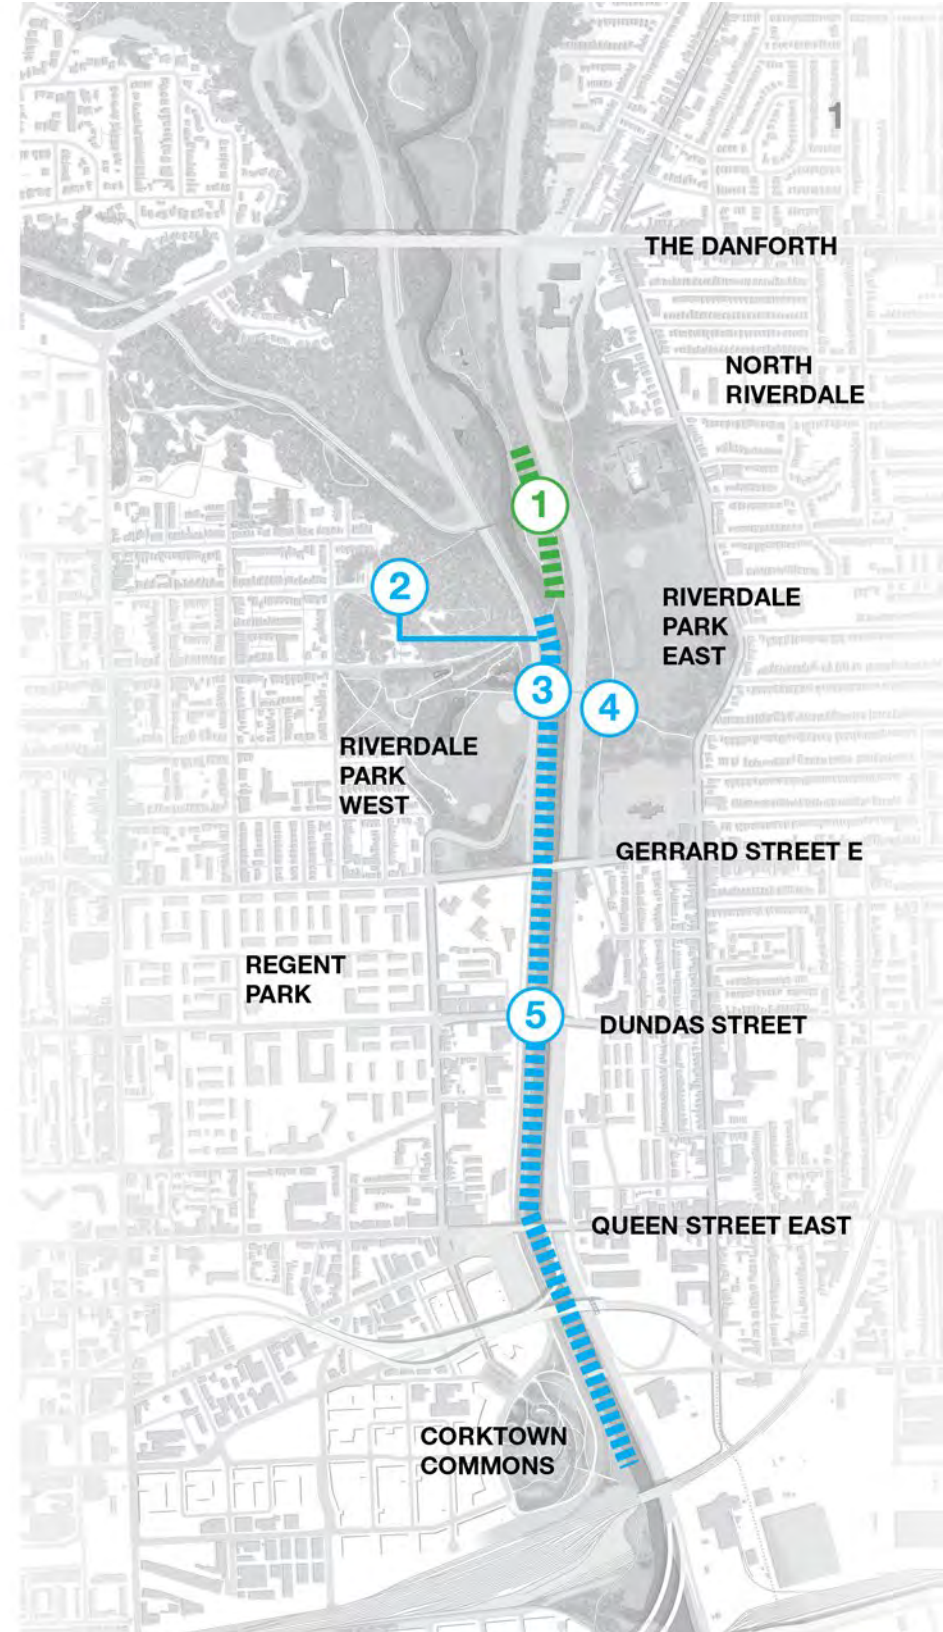 1
THE DANFORTH
NORTH
RIVERDALE
1
2
RIVERDALE
PARK
EAST
3
4
RIVERDALE
PARK
WEST
GERRARD STREET E
REGENT
PARK
5
DUNDAS STREET
QUEEN STREET EAST
CORKTOWN
COMMONS